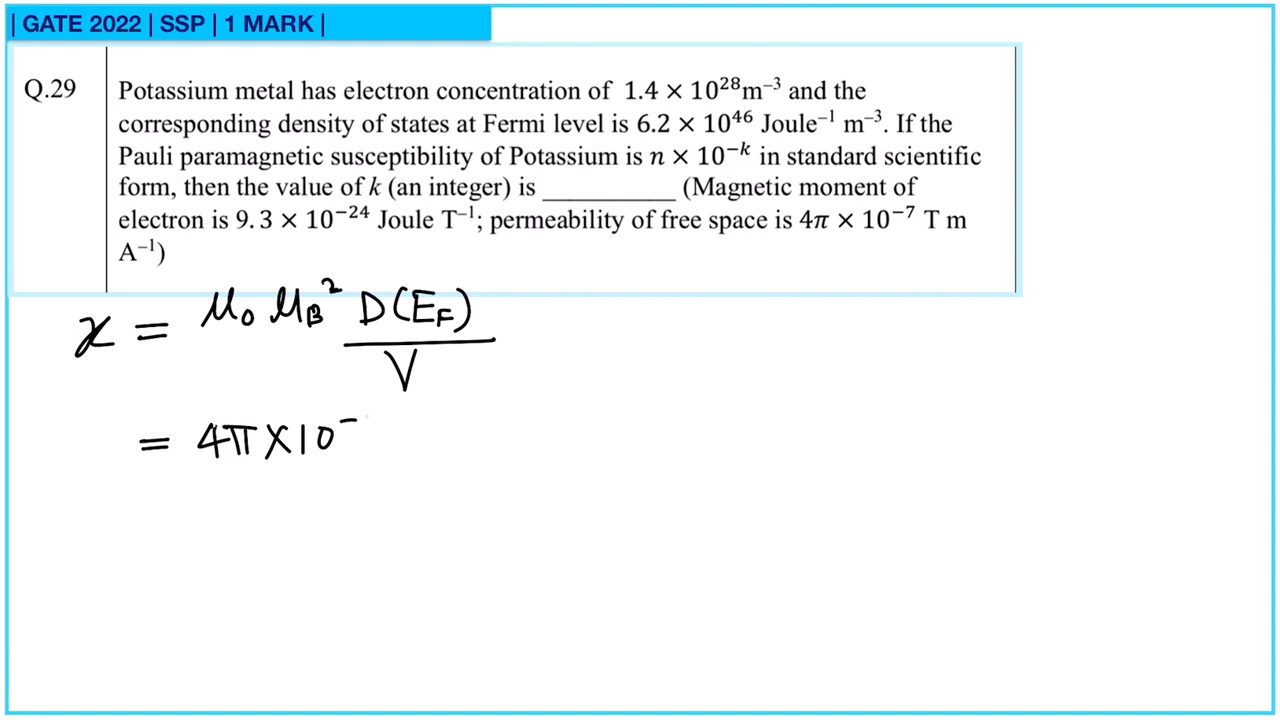 | GATE 2022 | SSP | 1 MARK |
Q.29 Potassium metal has electron concentration of 1.4 × 10²⁸m⁻³ and the
corresponding density of states at Fermi level is 6.2 × 10⁴⁶ Joule⁻¹ m⁻³. If the
Pauli paramagnetic susceptibility of Potassium is n × 10⁻ᵏ in standard scientific
form, then the value of k (an integer) is __________ (Magnetic moment of
electron is 9.3 × 10⁻²⁴ Joule T⁻¹; permeability of free space is 4π × 10⁻⁷ T m
A⁻¹)
χ = μ₀ μ_B² D(E_F) / V
= 4π × 10⁻